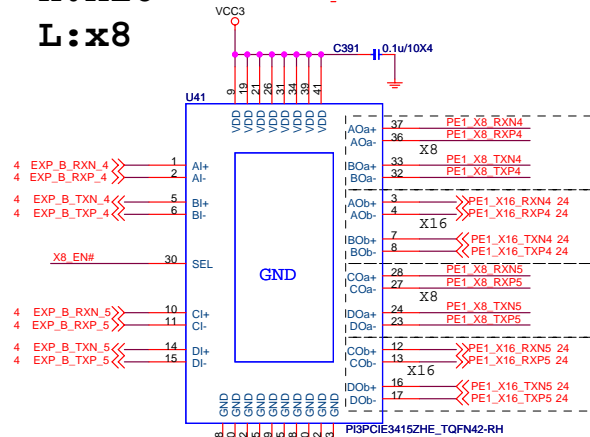 L:x8
VCC3
C391
0.1u/10X4
U41
9
19
21
26
31
34
39
41
VDD
VDD
VDD
VDD
VDD
VDD
VDD
VDD
4 EXP_B_RXN_4 1 AI+
4 EXP_B_RXP_4 2 AI-
4 EXP_B_TXN_4 5 BI+
4 EXP_B_TXP_4 6 BI-
X8_EN# 30 SEL
4 EXP_B_RXN_5 10 CI+
4 EXP_B_RXP_5 11 CI-
4 EXP_B_TXN_5 14 DI+
4 EXP_B_TXP_5 15 DI-
GND
AOa+ 37 PE1_X8_RXN4
AOa- 36 PE1_X8_RXP4
X8
BOa+ 33 PE1_X8_TXN4
BOa- 32 PE1_X8_TXP4
AOb+ 3 PE1_X16_RXN4 24
AOb- 4 PE1_X16_RXP4 24
X16
BOb+ 7 PE1_X16_TXN4 24
BOb- 8 PE1_X16_TXP4 24
COa+ 28 PE1_X8_RXN5
COa- 27 PE1_X8_RXP5
X8
DOa+ 24 PE1_X8_TXN5
DOa- 23 PE1_X8_TXP5
COb+ 12 PE1_X16_RXN5 24
COb- 13 PE1_X16_RXP5 24
X16
DOb+ 16 PE1_X16_TXN5 24
DOb- 17 PE1_X16_TXP5 24
GND
GND
GND
GND
GND
GND
GND
GND
GND
GND
PI3PCIE3415ZHE_TQFN42-RH